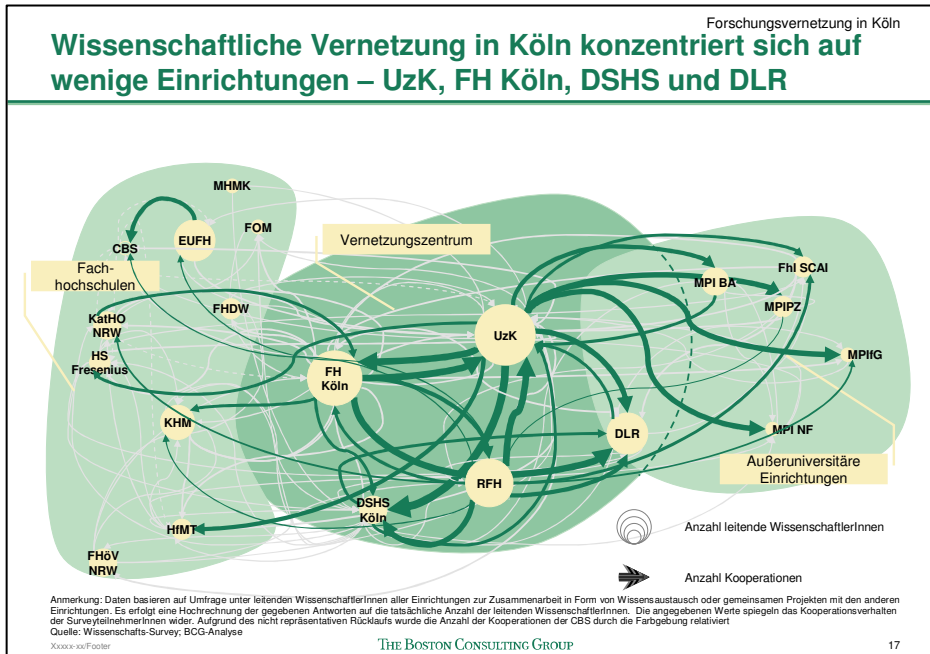 Forschungsvernetzung in Köln
Wissenschaftliche Vernetzung in Köln konzentriert sich auf
wenige Einrichtungen – UzK, FH Köln, DSHS und DLR
MHMK
FOM
EUFH
CBS
Vernetzungszentrum
Fach-
hochschulen
FhI SCAI
MPI BA
MPIPZ
FHDW
KatHO
NRW
UzK
HS
Fresenius
MPIfG
FH
Köln
KHM
DLR
MPI NF
Außeruniversitäre
Einrichtungen
RFH
DSHS
Köln
HfMT
FHöV
NRW
Anzahl leitende WissenschaftlerInnen
Anzahl Kooperationen
Anmerkung: Daten basieren auf Umfrage unter leitenden WissenschaftlerInnen aller Einrichtungen zur Zusammenarbeit in Form von Wissensaustausch oder gemeinsamen Projekten mit den anderen
Einrichtungen. Es erfolgt eine Hochrechnung der gegebenen Antworten auf die tatsächliche Anzahl der leitenden WissenschaftlerInnen. Die angegebenen Werte spiegeln das Kooperationsverhalten
der SurveyteilnehmerInnen wider. Aufgrund des nicht repräsentativen Rücklaufs wurde die Anzahl der Kooperationen der CBS durch die Farbgebung relativiert
Quelle: Wissenschafts-Survey; BCG-Analyse
Xxxxx-xx/Footer
THE BOSTON CONSULTING GROUP
17